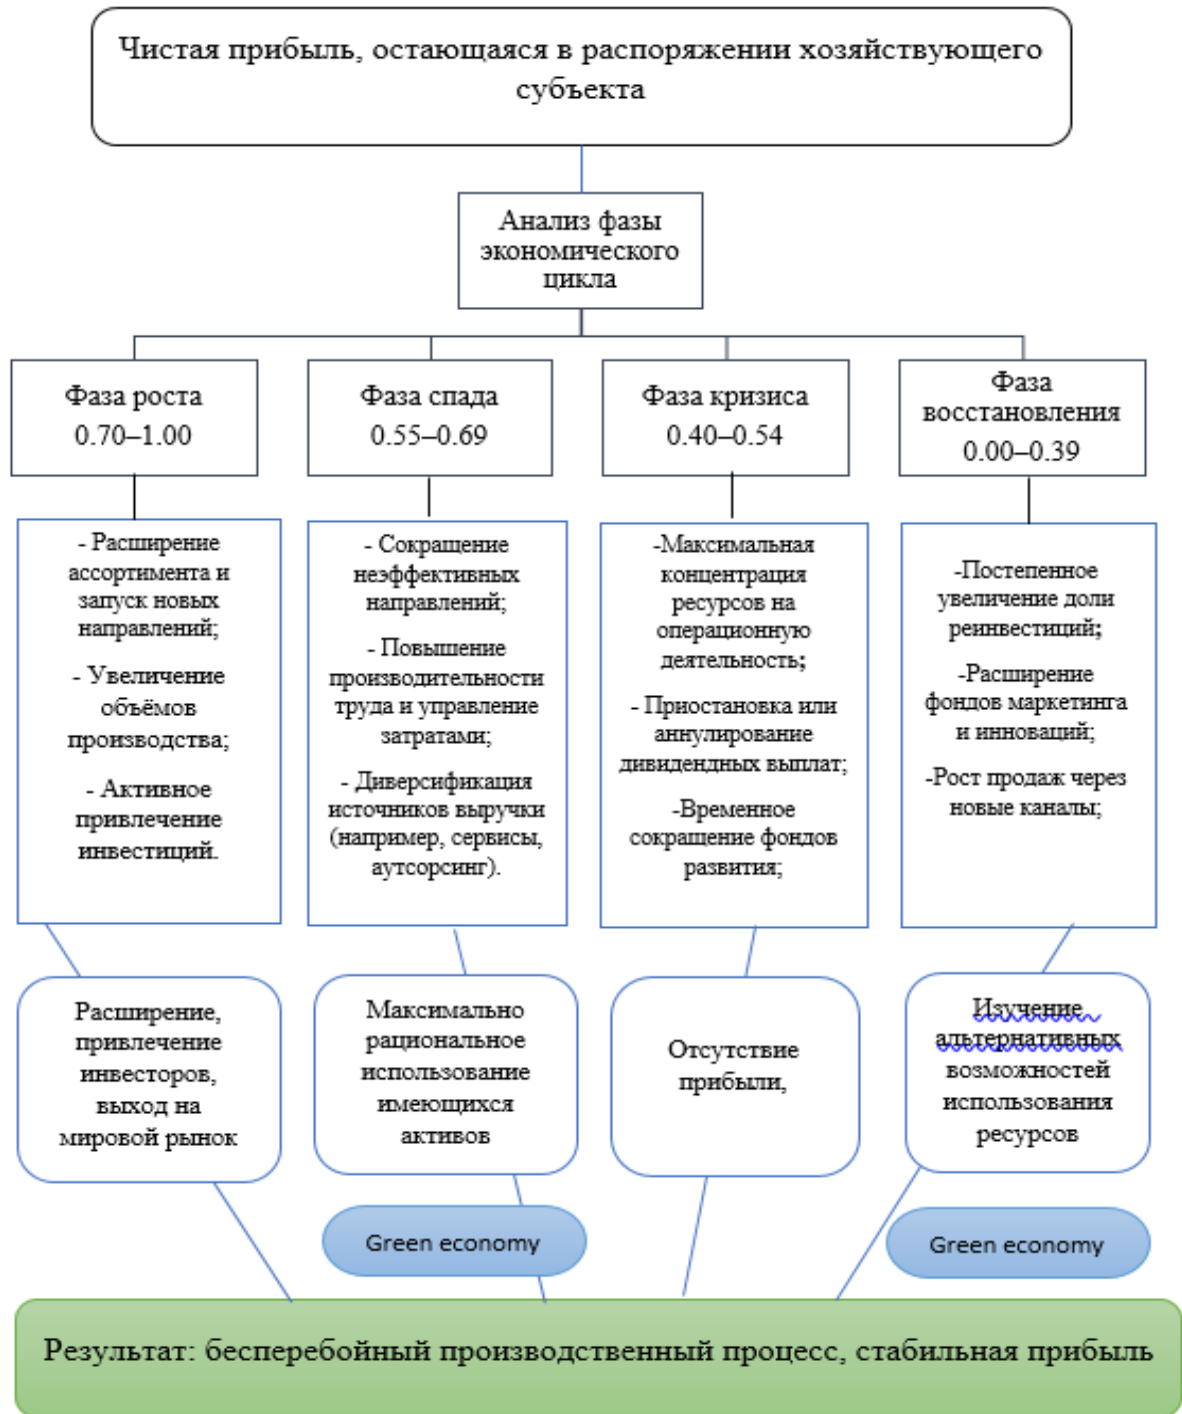 Чистая прибыль, остающаяся в распоряжении хозяйствующего
субъекта
Анализ фазы
экономического
цикла
Фаза роста
0.70–1.00
Фаза спада
0.55–0.69
Фаза кризиса
0.40–0.54
Фаза
восстановления
0.00–0.39
- Расширение
ассортимента и
запуск новых
направлений;
- Увеличение
объёмов
производства;
- Активное
привлечение
инвестиций.
- Сокращение
неэффективных
направлений;
- Повышение
производительности
труда и управление
затратами;
- Диверсификация
источников выручки
(например, сервисы,
аутсорсинг).
-Максимальная
концентрация
ресурсов на
операционную
деятельность;
- Приостановка или
аннулирование
дивидендных выплат;
-Временное
сокращение фондов
развития;
-Постепенное
увеличение доли
реинвестиций;
-Расширение
фондов маркетинга
и инноваций;
-Рост продаж через
новые каналы;
Расширение,
привлечение
инвесторов,
выход на
мировой рынок
Максимально
рациональное
использование
имеющихся
активов
Отсутствие
прибыли,
Изучение
альтернативных
возможностей
использования
ресурсов
Green economy
Green economy
Результат: бесперебойный производственный процесс, стабильная прибыль